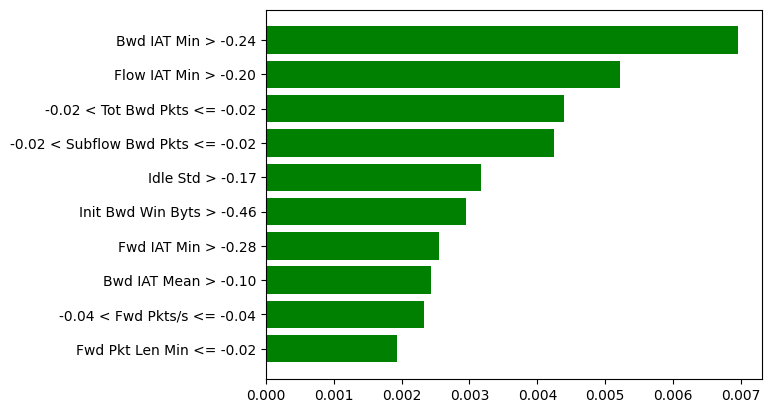 Bwd IAT Min > -0.24
Flow IAT Min > -0.20
-0.02 < Tot Bwd Pkts <= -0.02
-0.02 < Subflow Bwd Pkts <= -0.02
Idle Std > -0.17
Init Bwd Win Byts > -0.46
Fwd IAT Min > -0.28
Bwd IAT Mean > -0.10
-0.04 < Fwd Pkts/s <= -0.04
Fwd Pkt Len Min <= -0.02
0.000 0.001 0.002 0.003 0.004 0.005 0.006 0.007